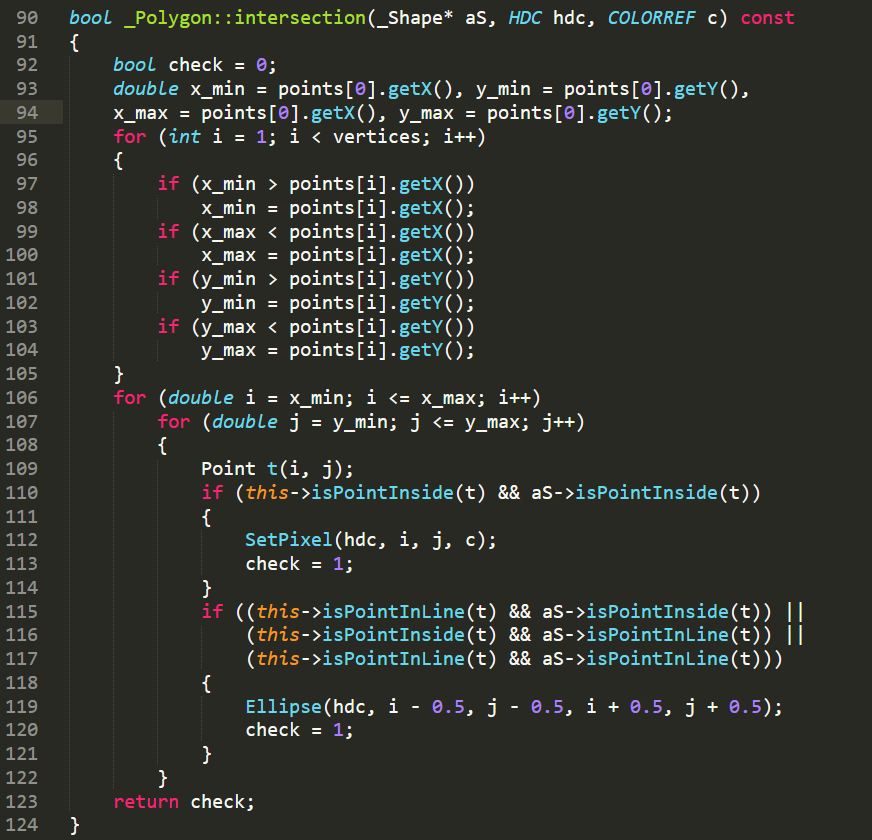 90 bool _Polygon::intersection(_Shape* aS, HDC hdc, COLORREF c) const
91 {
92     bool check = 0;
93     double x_min = points[0].getX(), y_min = points[0].getY(),
94     x_max = points[0].getX(), y_max = points[0].getY();
95     for (int i = 1; i < vertices; i++)
96     {
97         if (x_min > points[i].getX())
98             x_min = points[i].getX();
99         if (x_max < points[i].getX())
100             x_max = points[i].getX();
101         if (y_min > points[i].getY())
102             y_min = points[i].getY();
103         if (y_max < points[i].getY())
104             y_max = points[i].getY();
105     }
106     for (double i = x_min; i <= x_max; i++)
107         for (double j = y_min; j <= y_max; j++)
108         {
109             Point t(i, j);
110             if (this->isPointInside(t) && aS->isPointInside(t))
111             {
112                 SetPixel(hdc, i, j, c);
113                 check = 1;
114             }
115             if ((this->isPointInLine(t) && aS->isPointInside(t)) ||
116                 (this->isPointInside(t) && aS->isPointInLine(t)) ||
117                 (this->isPointInLine(t) && aS->isPointInLine(t)))
118             {
119                 Ellipse(hdc, i - 0.5, j - 0.5, i + 0.5, j + 0.5);
120                 check = 1;
121             }
122         }
123     return check;
124 }